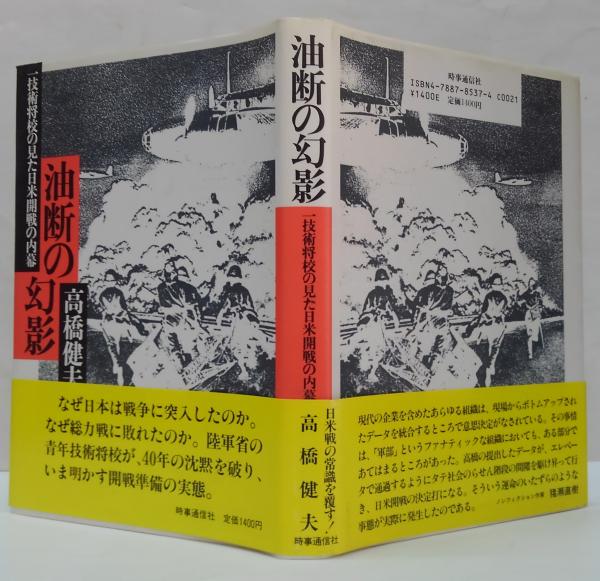 一技術将校の見た日米開戦の内幕
油断の幻影
高橋健夫
なぜ日本は戦争に突入したのか。
なぜ総力戦に敗れたのか。陸軍省の
青年技術将校が、40年の沈黙を破り、
いま明かす開戦準備の実態。
時事通信社 定価1400円
油断の幻影
一技術将校の見た日米開戦の内幕
日米戦の常識を覆す!
高橋健夫
時事通信社
時事通信社
ISBN4-7887-8537-4 C0021
¥1400E 定価1400円
現代の企業を含めたあらゆる組織は、現場からボトムアップされ
たデータを統合するところで意思決定がなされている。その事情
は、「軍部」というファナティックな組織においても、ある部分で
あてはまるところがあった。高橋の提出したデータが、エレベー
タで通過するようにタテ社会のらせん階段の間隙を駆け昇って行
き、日米開戦の決定打になる。そういう運命のいたずらのような
事態が実際に発生したのである。
ノンフィクション作家 猪瀬直樹